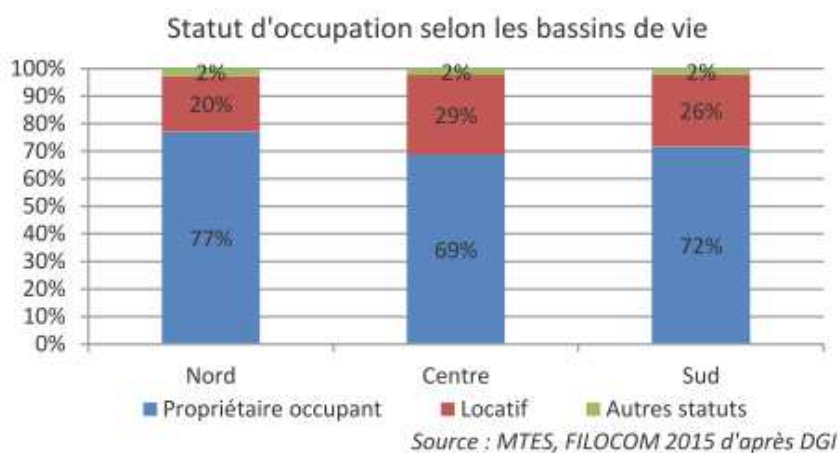 Statut d'occupation selon les bassins de vie
100%
90%
80%
70%
60%
50%
40%
30%
20%
10%
0%
2% 2% 2%
20% 29% 26%
77% 69% 72%
Nord Centre Sud
Propriétaire occupant Locatif Autres statuts
Source : MTES, FILOCOM 2015 d'après DGI